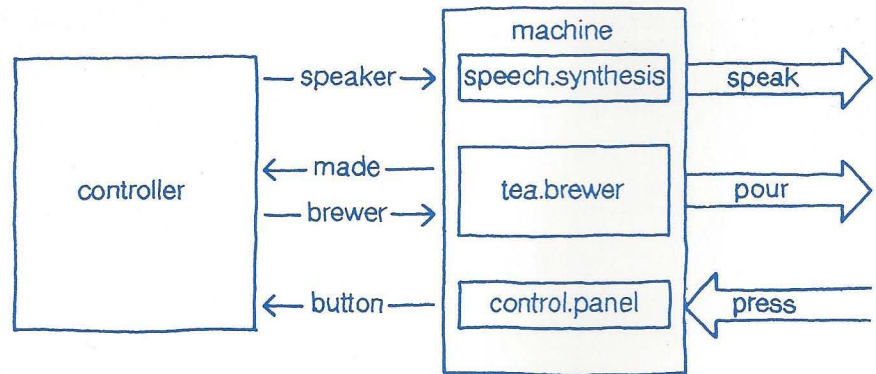 machine
speaker
speech.synthesis
speak
controller
made
brewer
tea.brewer
pour
button
control.panel
press